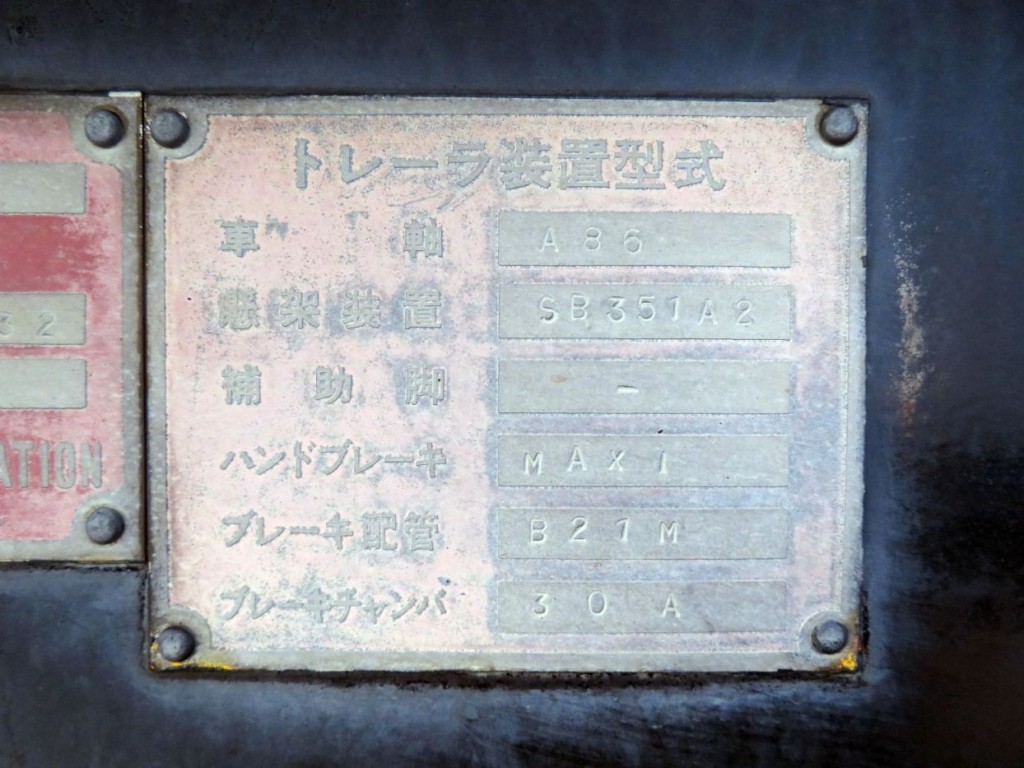 トレーラ装置型式
車軸 A86
懸架装置 SB351A2
補助脚 -
ハンドブレーキ MAX1
ブレーキ配管 B21M
ブレーキチャンバ 30A
32
ATION